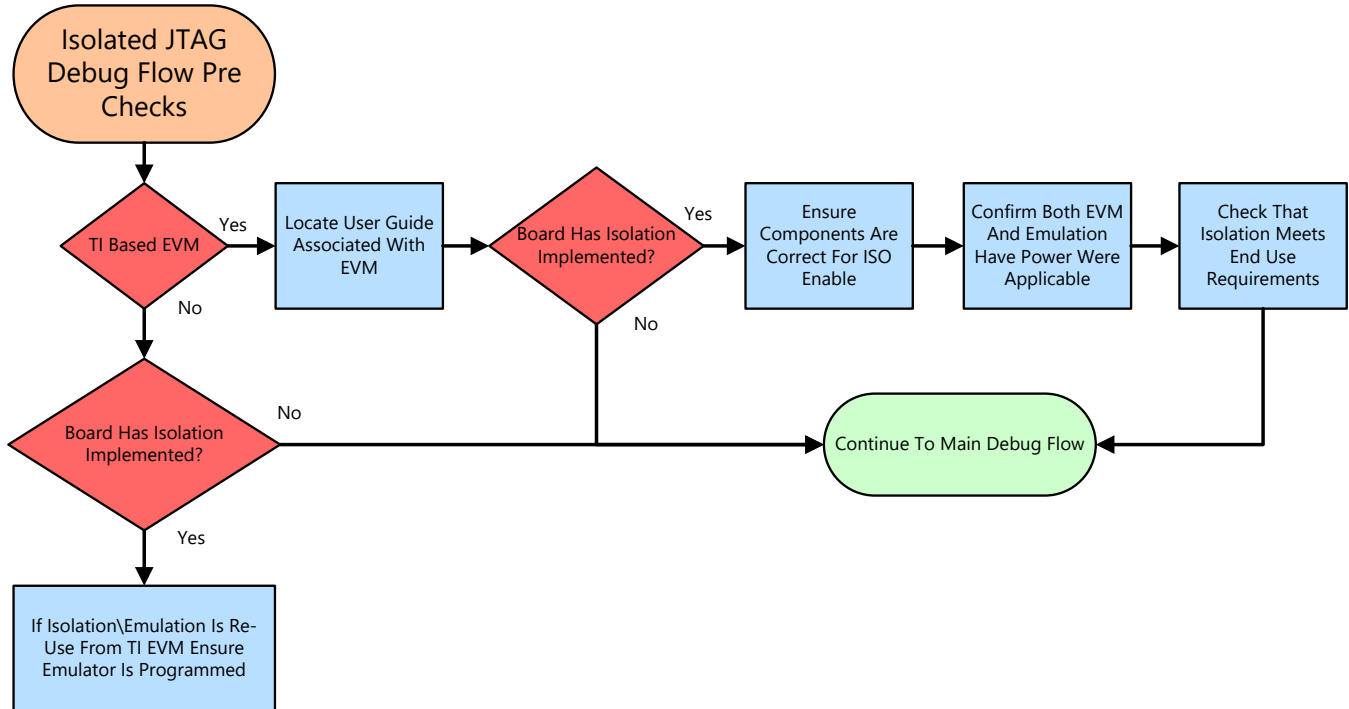 Isolated JTAG
Debug Flow Pre
Checks
TI Based EVM
Yes
No
Locate User Guide
Associated With
EVM
Board Has Isolation
Implemented?
Yes
No
Ensure
Components Are
Correct For ISO
Enable
Confirm Both EVM
And Emulation
Have Power Were
Applicable
Check That
Isolation Meets
End Use
Requirements
Board Has Isolation
Implemented?
No
Yes
Continue To Main Debug Flow
If Isolation\Emulation Is Re-
Use From TI EVM Ensure
Emulator Is Programmed